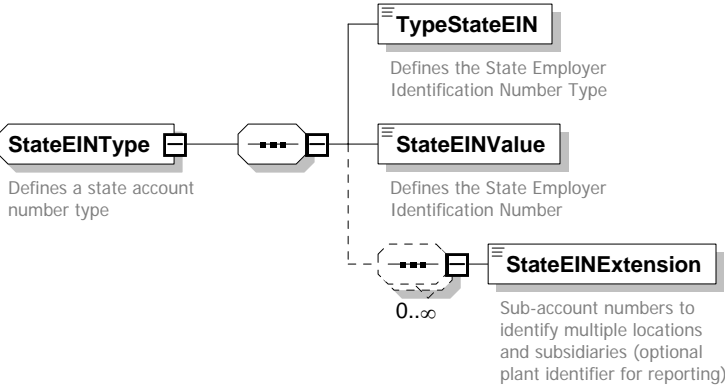 TypeStateEIN
Defines the State Employer
Identification Number Type
StateEINType
Defines a state account
number type
StateEINValue
Defines the State Employer
Identification Number
StateEINExtension
0..∞
Sub-account numbers to
identify multiple locations
and subsidiaries (optional
plant identifier for reporting)